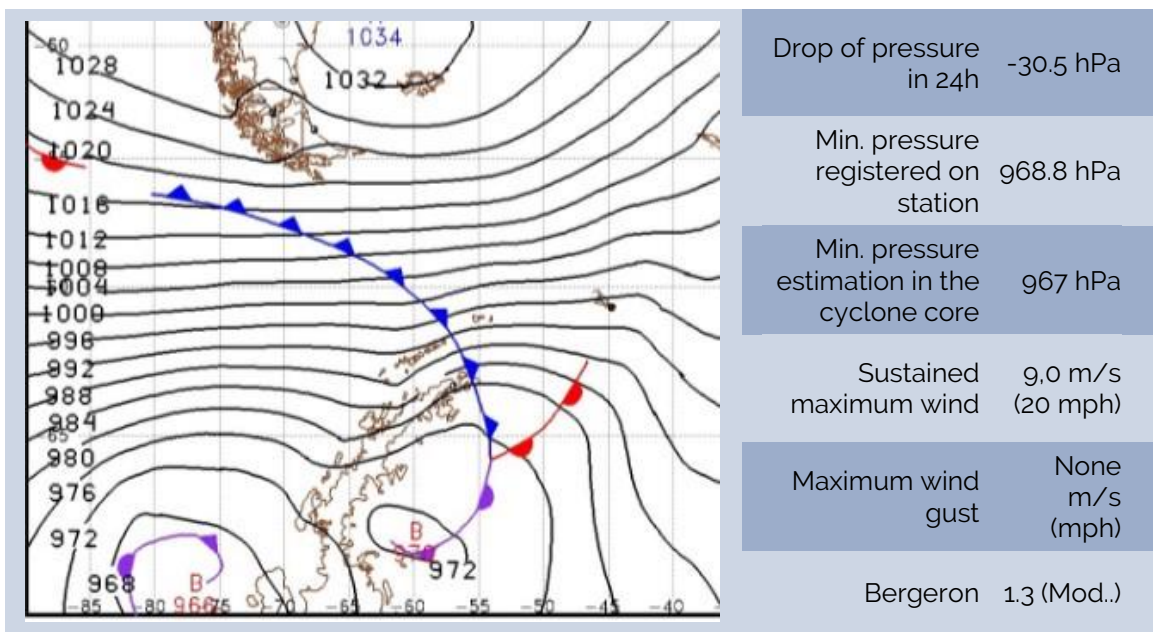 1034
-60
1028
1032
1024
1020
1016
1012
1008
1004
1000
996
992
988
984
-65
980
976
972
B
972
968
B
966
-85
-80
-75
-70
-65
-60
-55
-50
-45
-40
Drop of pressure
in 24h
-30.5 hPa
Min. pressure
registered on
station
968.8 hPa
Min. pressure
estimation in the
cyclone core
967 hPa
Sustained
maximum wind
9,0 m/s
(20 mph)
Maximum wind
gust
None
m/s
(mph)
Bergeron
1.3 (Mod..)